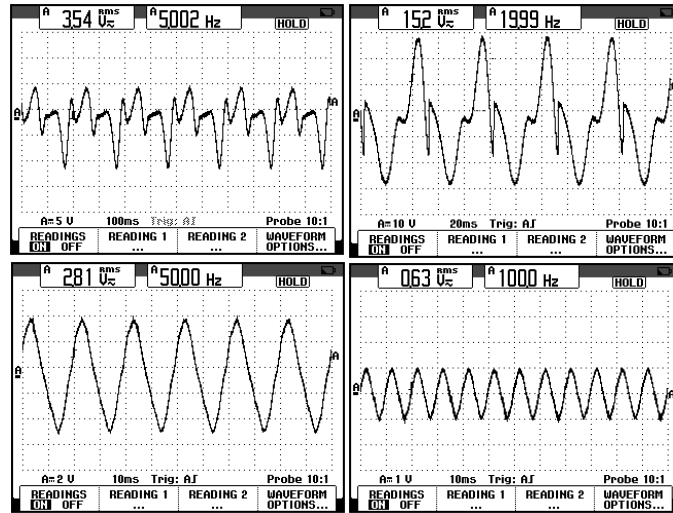 A 3.54 rms V≂ A 5.002 Hz HOLD
A
A
A= 5 V 100ms Trig: A∫ Probe 10:1
READINGS READING 1 READING 2 WAVEFORM
ON OFF ... ... OPTIONS...
A 15.2 rms V≂ A 19.99 Hz HOLD
A
A
A= 10 V 20ms Trig: A∫ Probe 10:1
READINGS READING 1 READING 2 WAVEFORM
ON OFF ... ... OPTIONS...
A 2.81 rms V≂ A 50.00 Hz HOLD
A
A
A= 2 V 10ms Trig: A∫ Probe 10:1
READINGS READING 1 READING 2 WAVEFORM
ON OFF ... ... OPTIONS...
A 0.63 rms V≂ A 100.0 Hz HOLD
A
A
A= 1 V 10ms Trig: A∫ Probe 10:1
READINGS READING 1 READING 2 WAVEFORM
ON OFF ... ... OPTIONS...